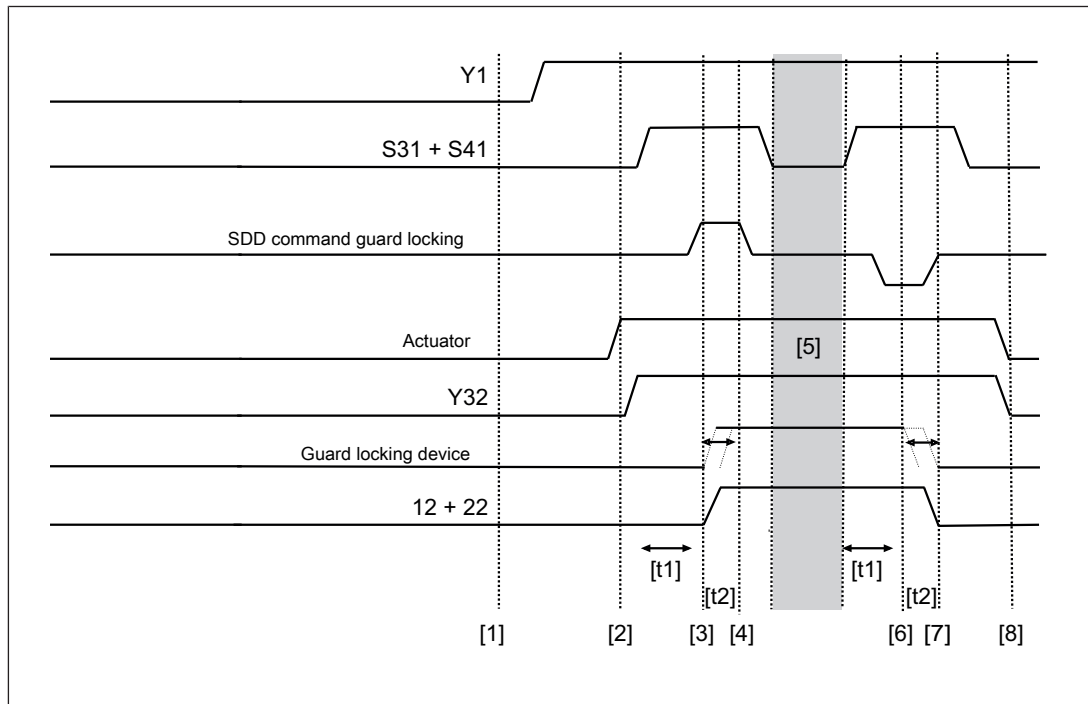 Y1
S31 + S41
SDD command guard locking
Actuator
[5]
Y32
Guard locking device
12 + 22
[t1] [t1]
[t2] [t2]
[1] [2] [3] [4] [6] [7] [8]